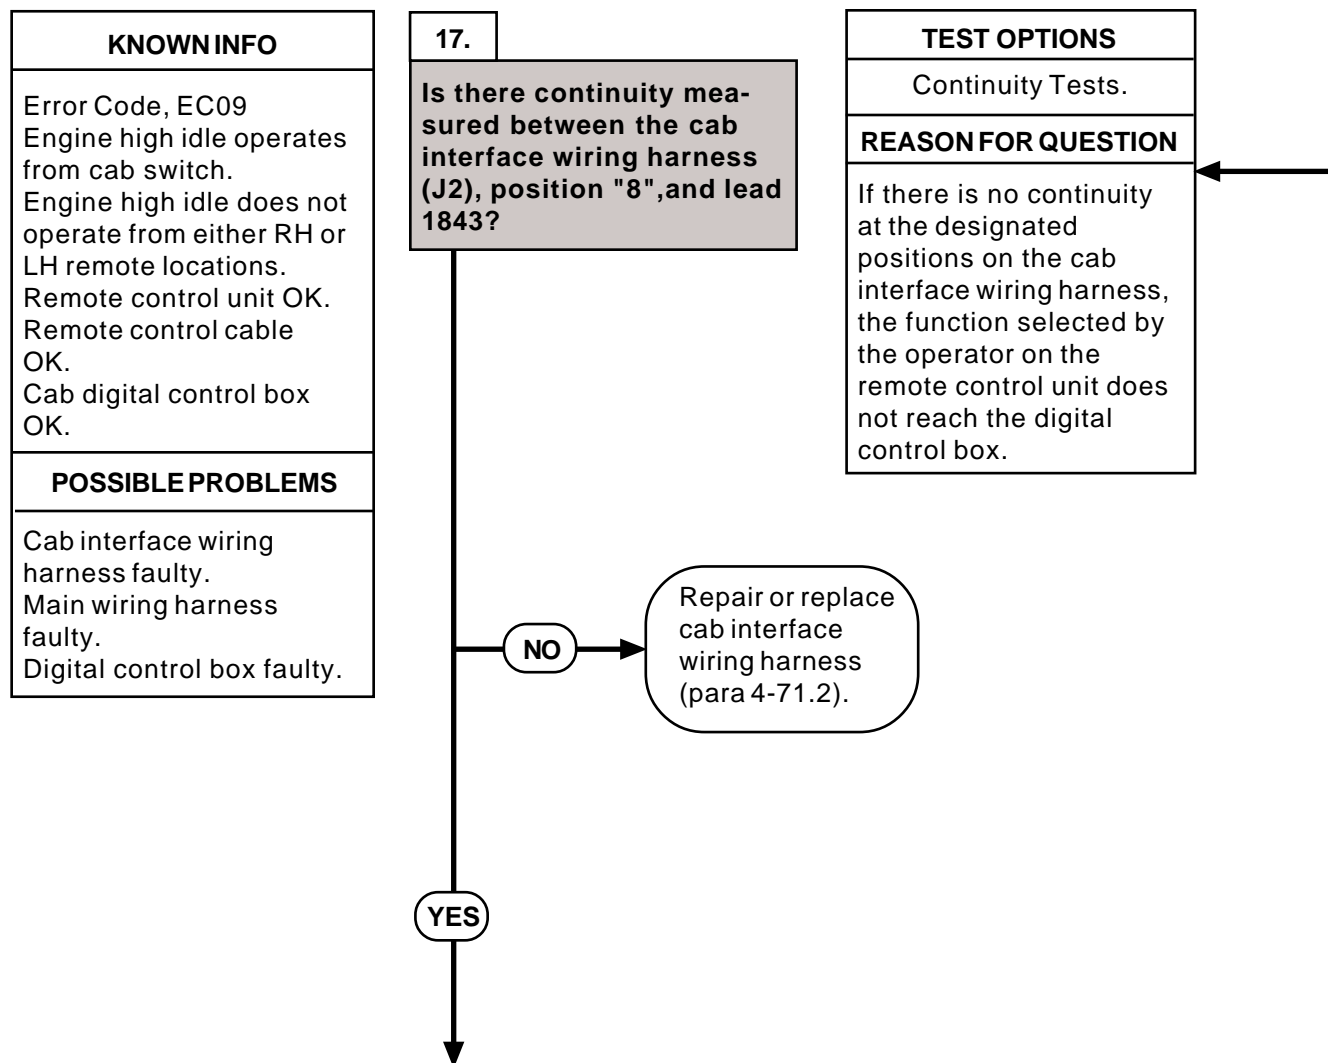 KNOWN INFO
Error Code, EC09
Engine high idle operates
from cab switch.
Engine high idle does not
operate from either RH or
LH remote locations.
Remote control unit OK.
Remote control cable
OK.
Cab digital control box
OK.
POSSIBLE PROBLEMS
Cab interface wiring
harness faulty.
Main wiring harness
faulty.
Digital control box faulty.
17.
Is there continuity mea-
sured between the cab
interface wiring harness
(J2), position "8",and lead
1843?
TEST OPTIONS
Continuity Tests.
REASON FOR QUESTION
If there is no continuity
at the designated
positions on the cab
interface wiring harness,
the function selected by
the operator on the
remote control unit does
not reach the digital
control box.
NO
Repair or replace
cab interface
wiring harness
(para 4-71.2).
YES